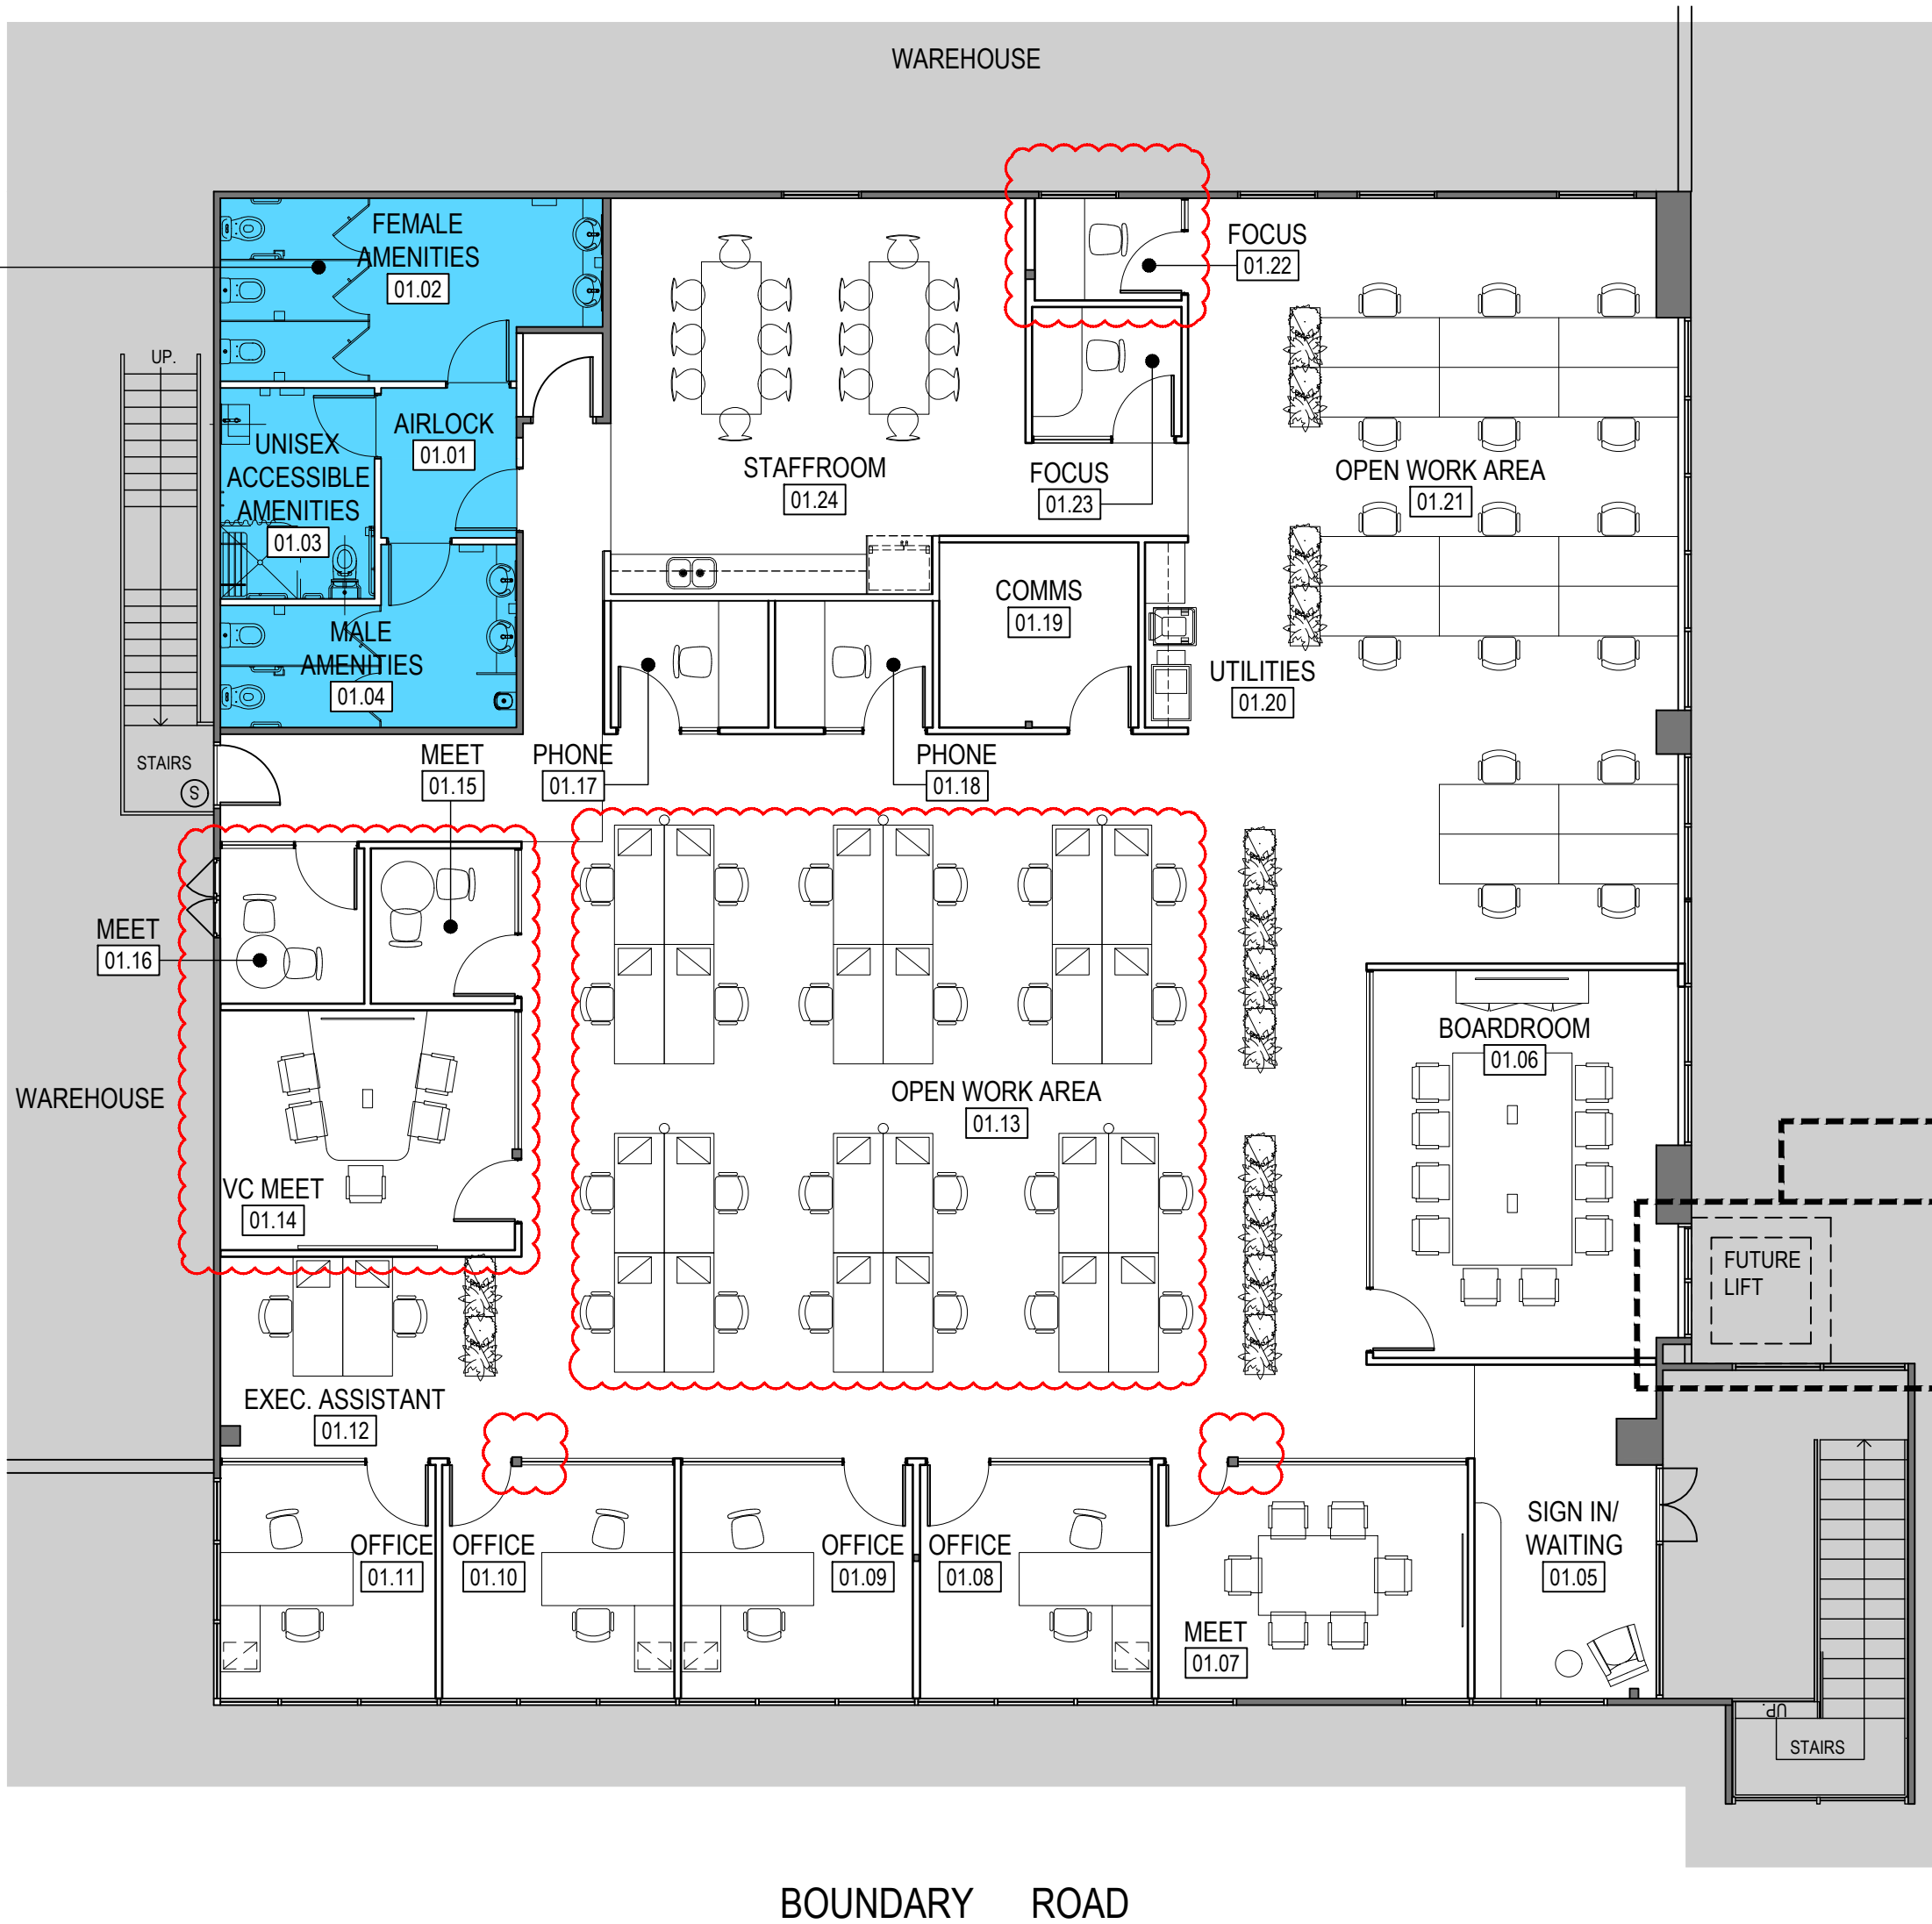 WAREHOUSE
FEMALE
AMENITIES
01.02
FOCUS
01.22
UP.
AIRLOCK
01.01
UNISEX
ACCESSIBLE
AMENITIES
01.03
STAFFROOM
01.24
FOCUS
01.23
OPEN WORK AREA
01.21
COMMS
01.19
MALE
AMENITIES
01.04
UTILITIES
01.20
STAIRS
S
MEET
01.15
PHONE
01.17
PHONE
01.18
MEET
01.16
WAREHOUSE
BOARDROOM
01.06
OPEN WORK AREA
01.13
VC MEET
01.14
FUTURE
LIFT
EXEC. ASSISTANT
01.12
OFFICE
01.11
OFFICE
01.10
OFFICE
01.09
OFFICE
01.08
SIGN IN/
WAITING
01.05
MEET
01.07
UP.
STAIRS
BOUNDARY ROAD